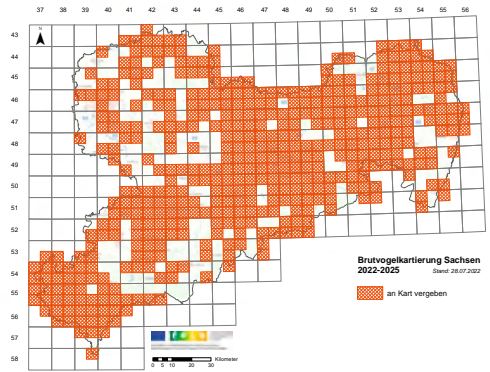 37 38 39 40 41 42 43 44 45 46 47 48 49 50 51 52 53 54 55 56
43
N
44
45
46
47
48
49
50
51
52
53
54
55
56
57
58
Brutvogelkartierung Sachsen
2022-2025 Stand: 28.07.2022
an Kart vergeben
Kilometer
0 5 10 20 30